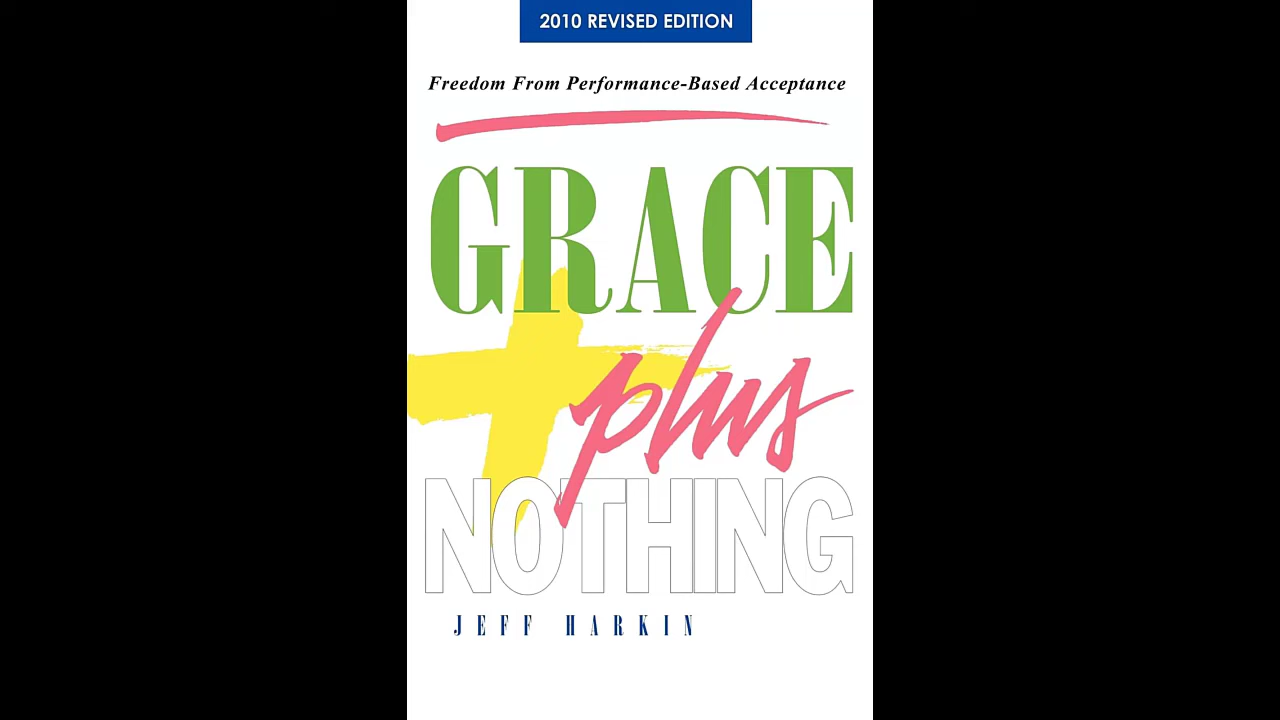 2010 REVISED EDITION
Freedom From Performance-Based Acceptance
GRACE
plus
NOTHING
JEFF HARKIN